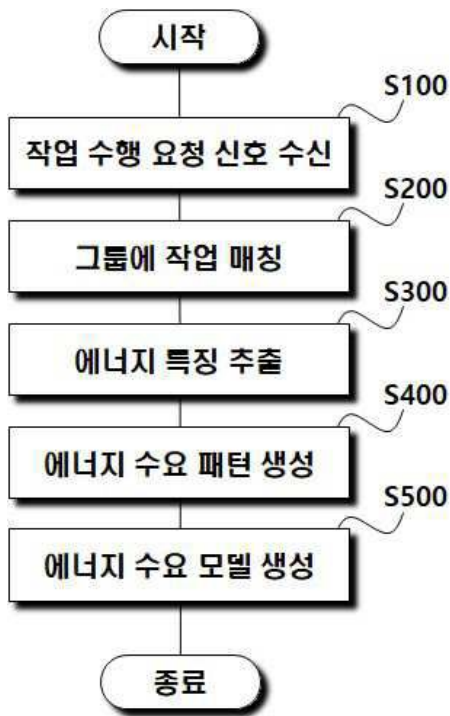 시작
S100
작업 수행 요청 신호 수신
S200
그룹에 작업 매칭
S300
에너지 특징 추출
S400
에너지 수요 패턴 생성
S500
에너지 수요 모델 생성
종료